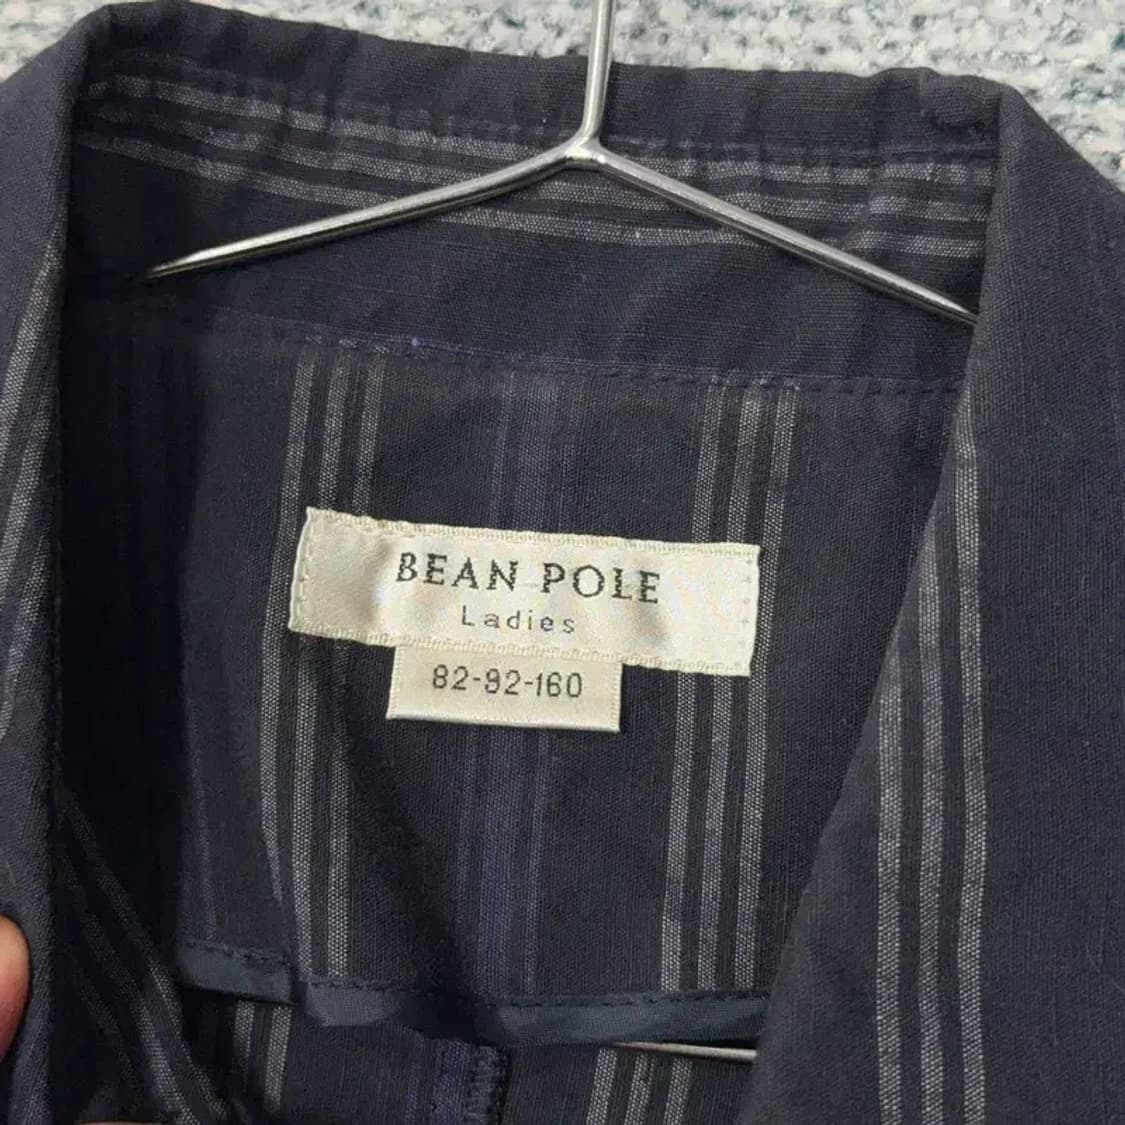 BEAN POLE
Ladies
82-92-160